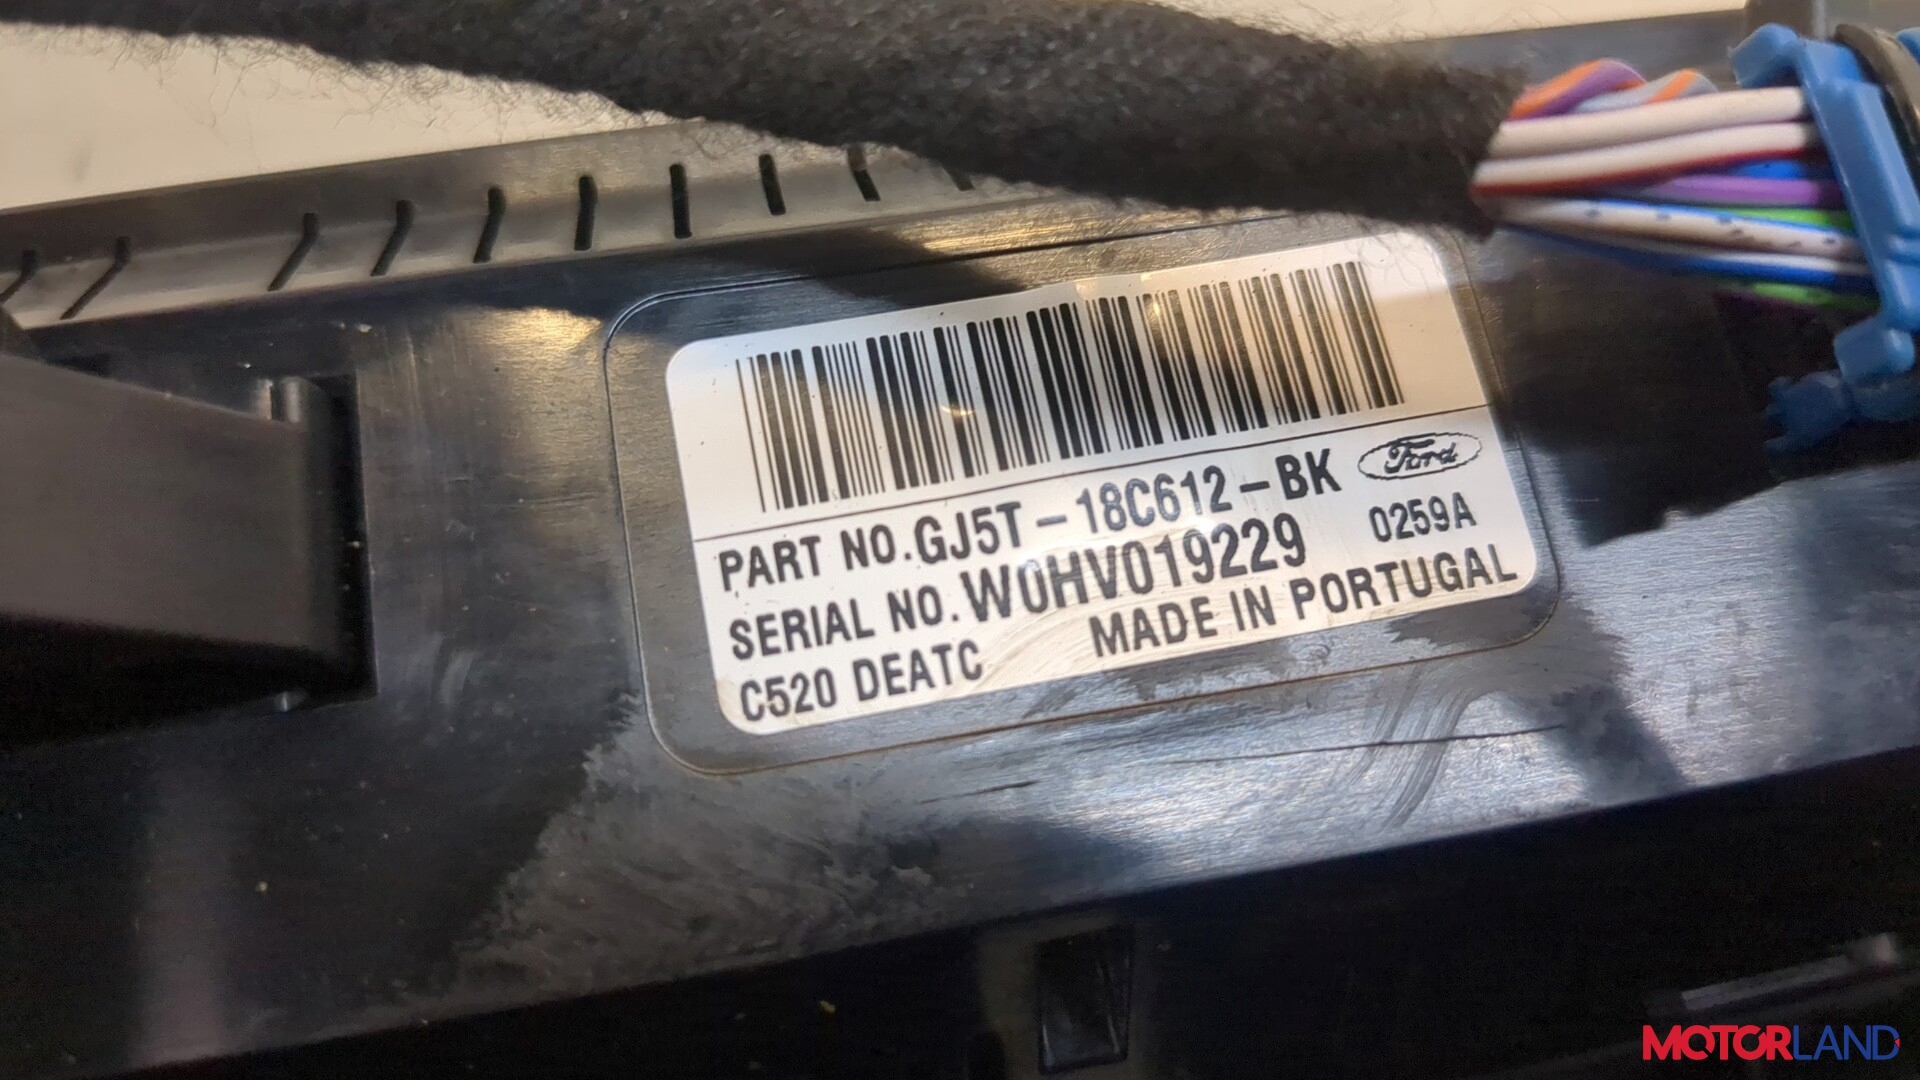 PART NO.GJ5T-18C612-BK Ford
SERIAL NO.W0HV019229 0259A
C520 DEATC MADE IN PORTUGAL
MOTORLAND